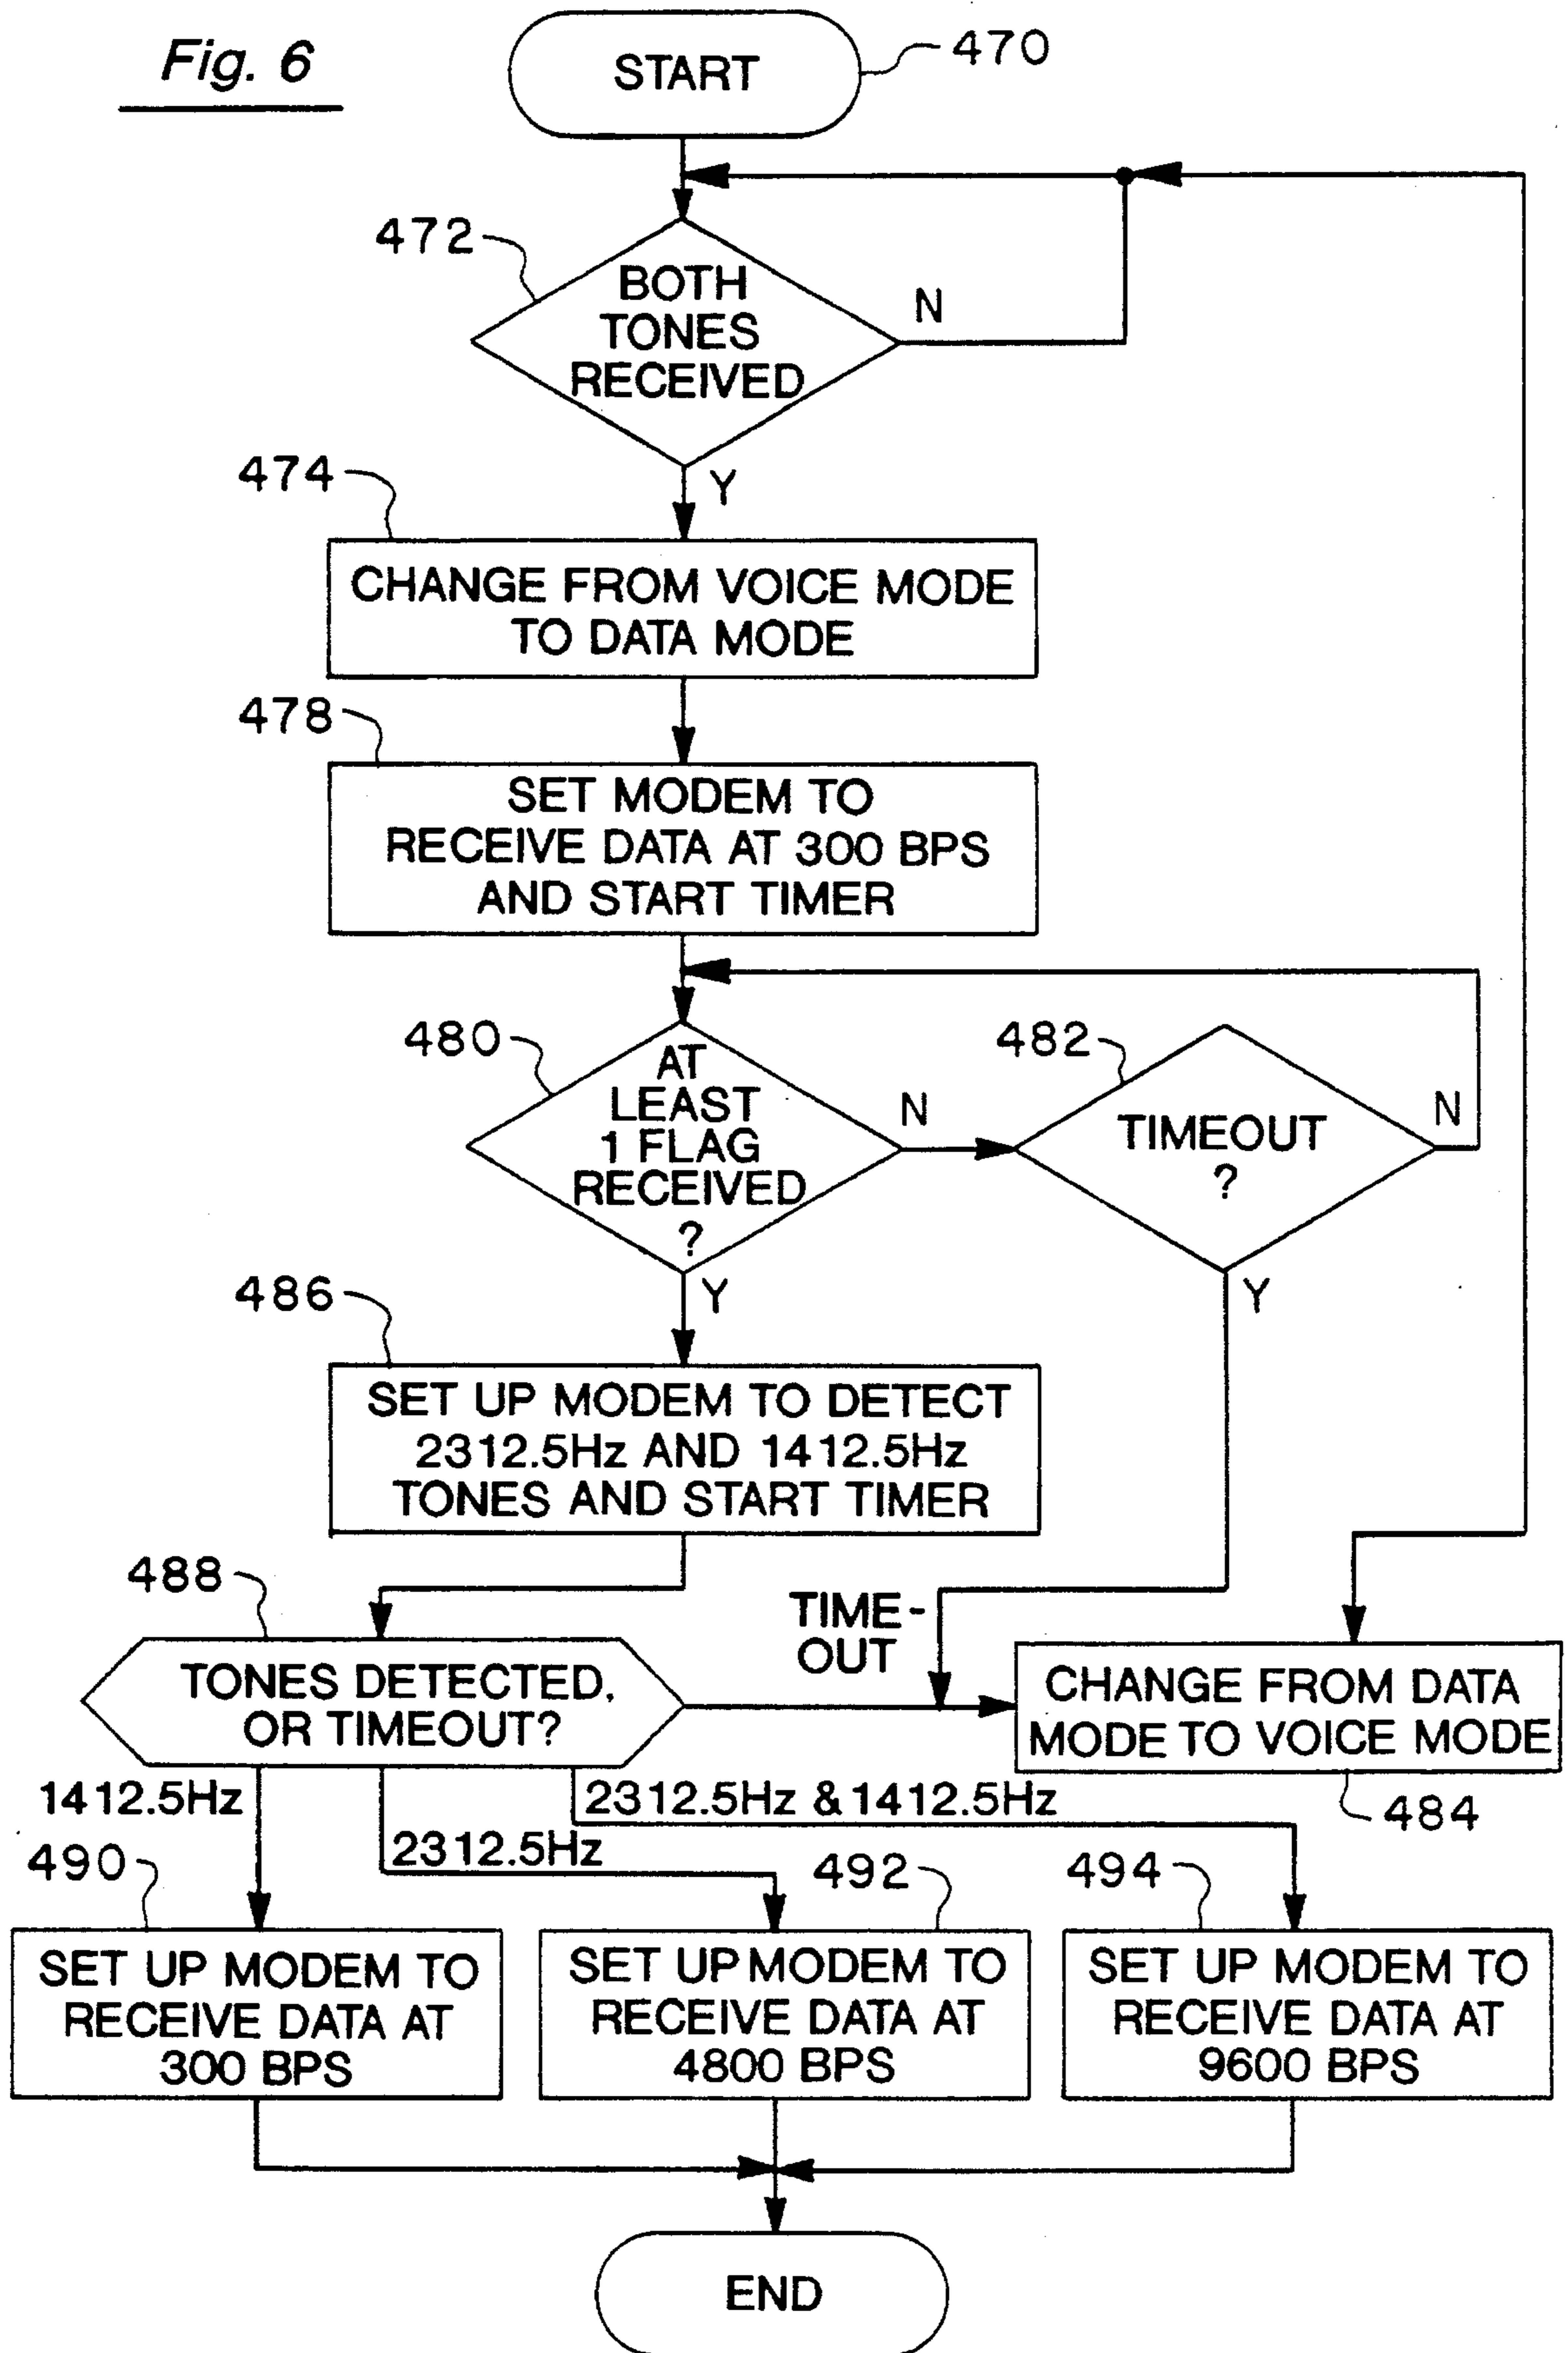 Fig. 6
START
470
472
BOTH
TONES
RECEIVED
N
Y
474
CHANGE FROM VOICE MODE
TO DATA MODE
478
SET MODEM TO
RECEIVE DATA AT 300 BPS
AND START TIMER
480
AT
LEAST
1 FLAG
RECEIVED
?
N
482
TIMEOUT
?
N
Y
Y
486
SET UP MODEM TO DETECT
2312.5Hz AND 1412.5Hz
TONES AND START TIMER
488
TONES DETECTED,
OR TIMEOUT?
TIME-
OUT
CHANGE FROM DATA
MODE TO VOICE MODE
484
1412.5Hz
2312.5Hz
2312.5Hz & 1412.5Hz
490
SET UP MODEM TO
RECEIVE DATA AT
300 BPS
492
SET UP MODEM TO
RECEIVE DATA AT
4800 BPS
494
SET UP MODEM TO
RECEIVE DATA AT
9600 BPS
END